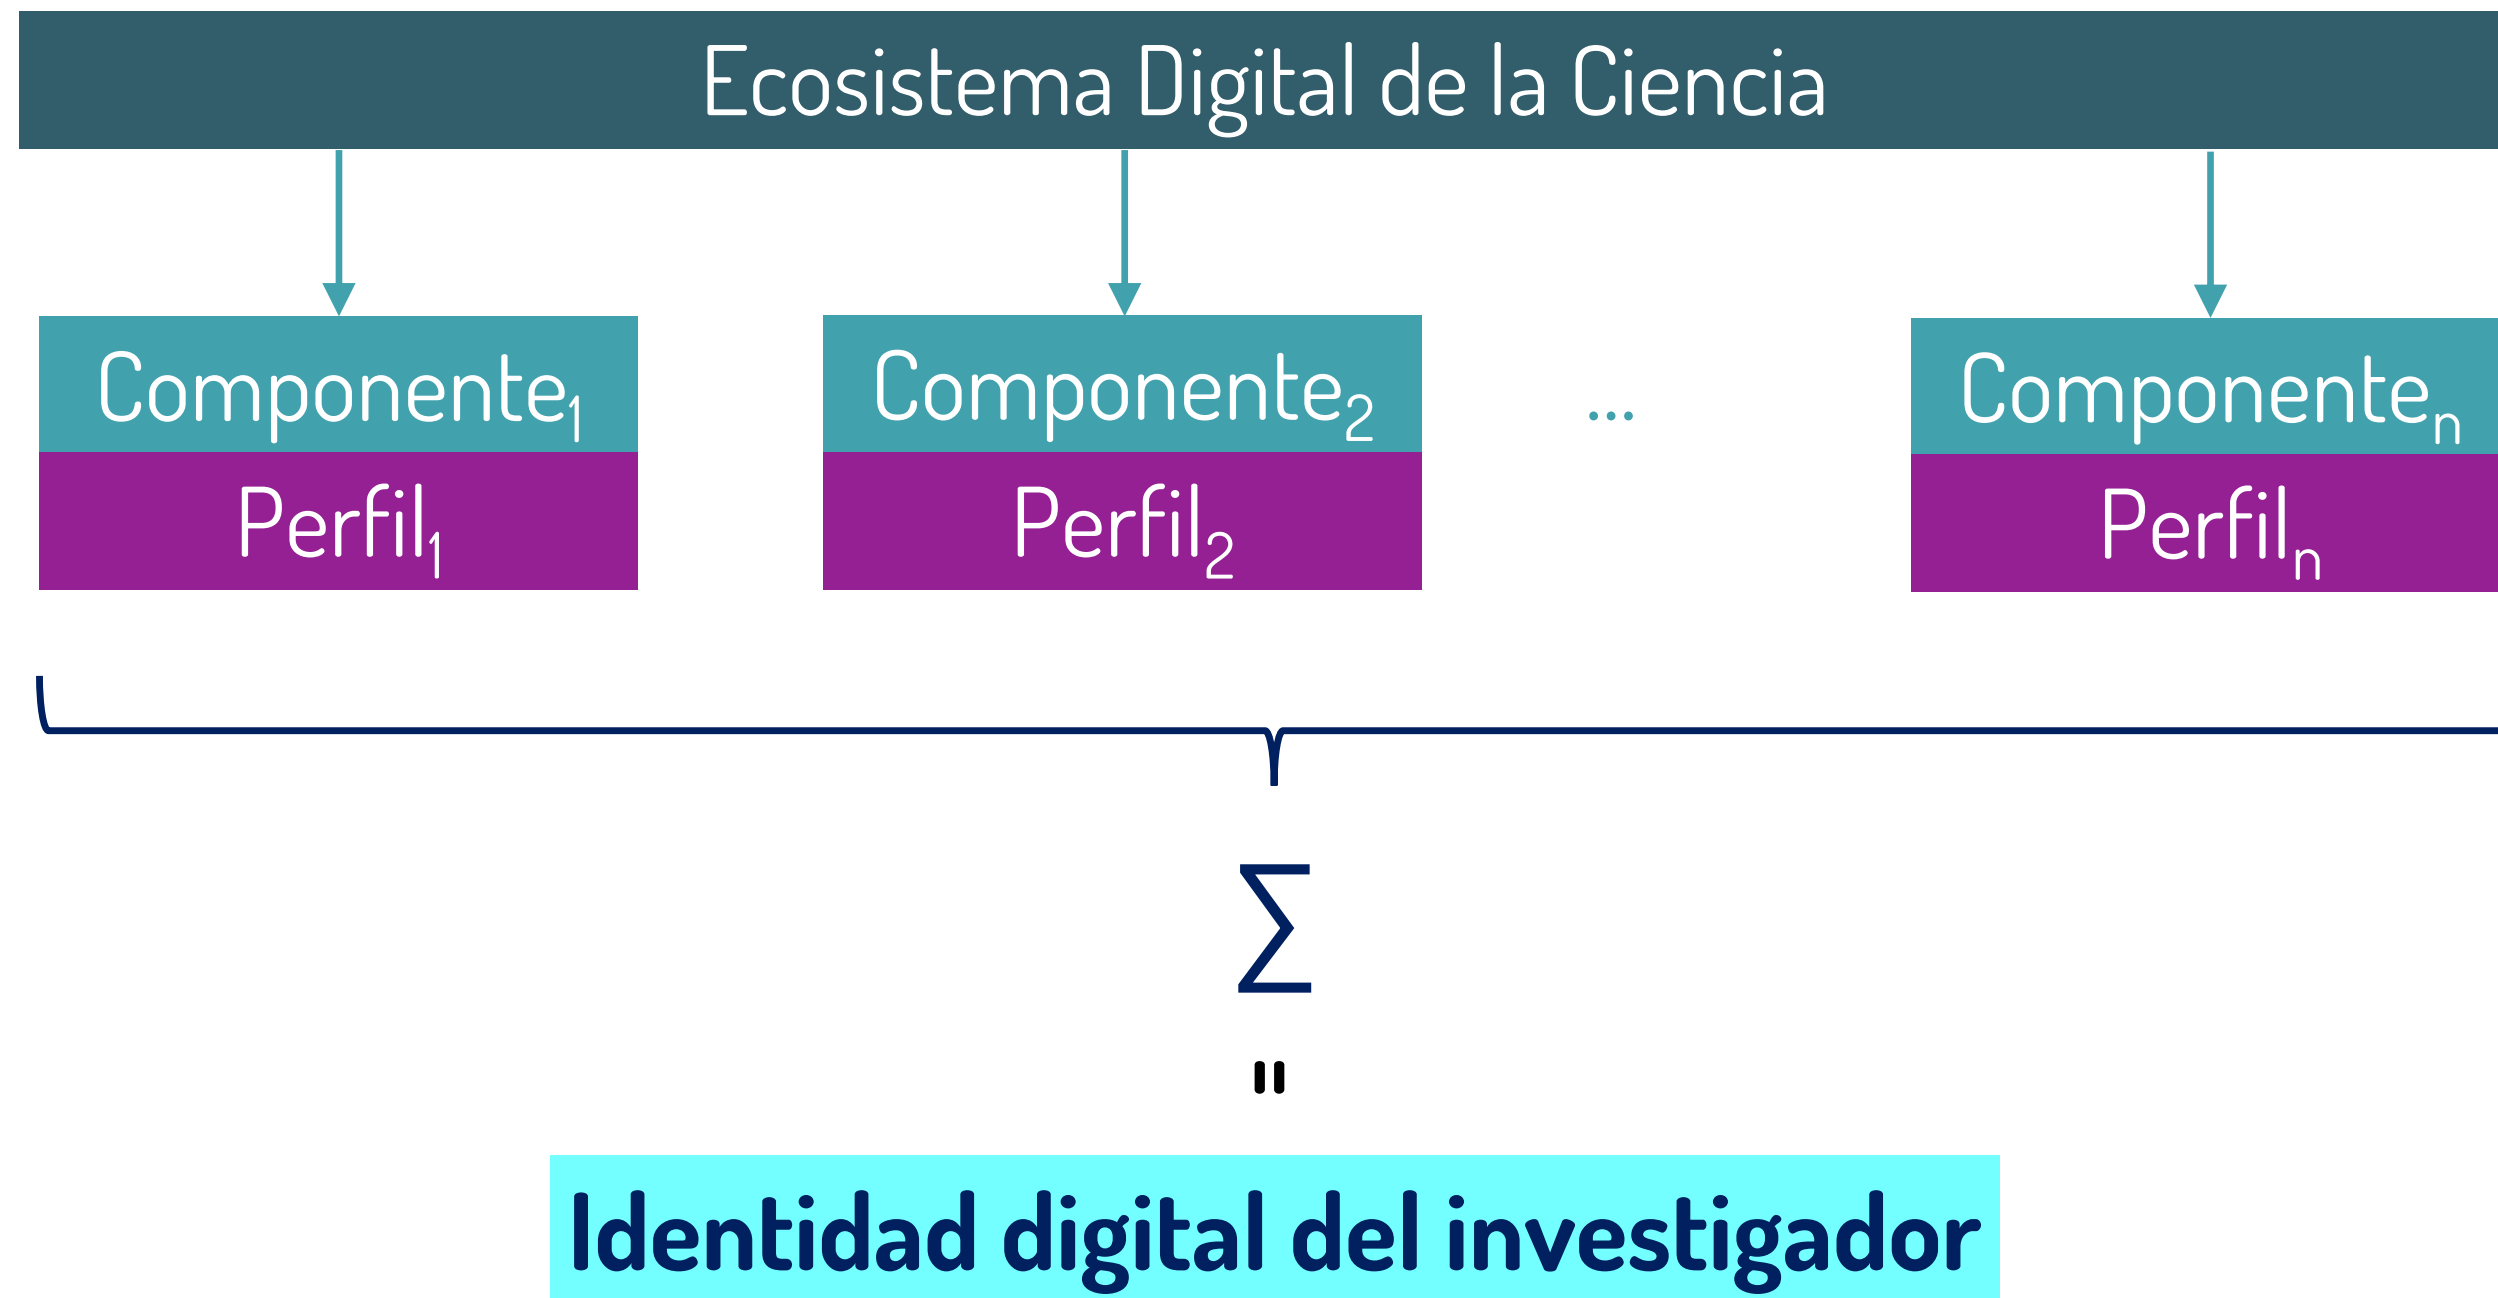 Ecosistema Digital de la Ciencia
Componente₁ Componente₂ ... Componenteₙ
Perfil₁ Perfil₂ Perfilₙ
∑
=
Identidad digital del investigador